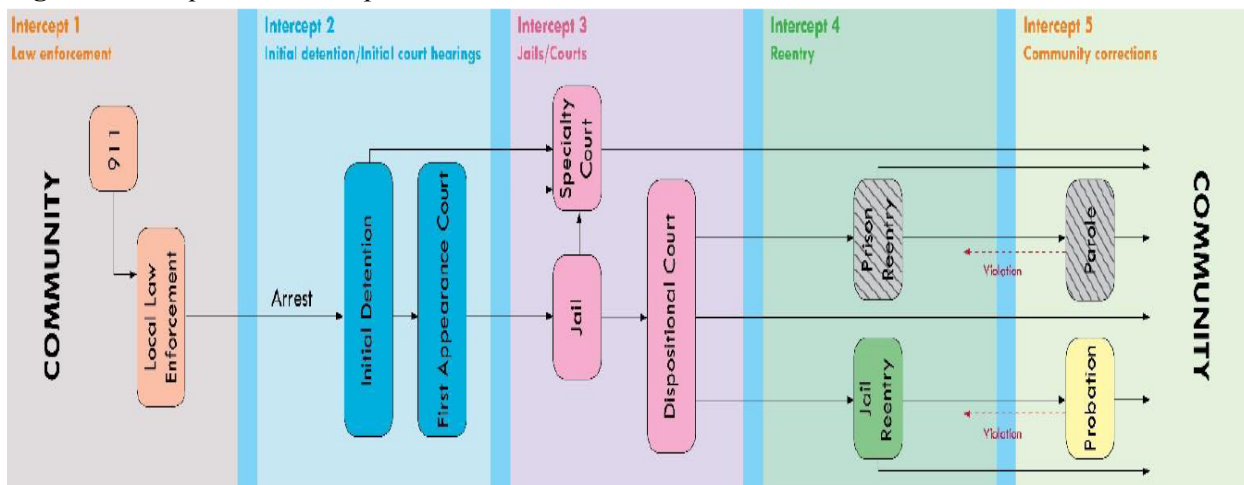 Intercept 1
Law enforcement
Intercept 2
Initial detention/Initial court hearings
Intercept 3
Jails/Courts
Intercept 4
Reentry
Intercept 5
Community corrections
COMMUNITY
911
Local Law
Enforcement
Arrest
Initial Detention
First Appearance Court
Specialty
Court
Jail
Dispositional Court
Prison
Reentry
Violation
Parole
Jail
Reentry
Violation
Probation
COMMUNITY